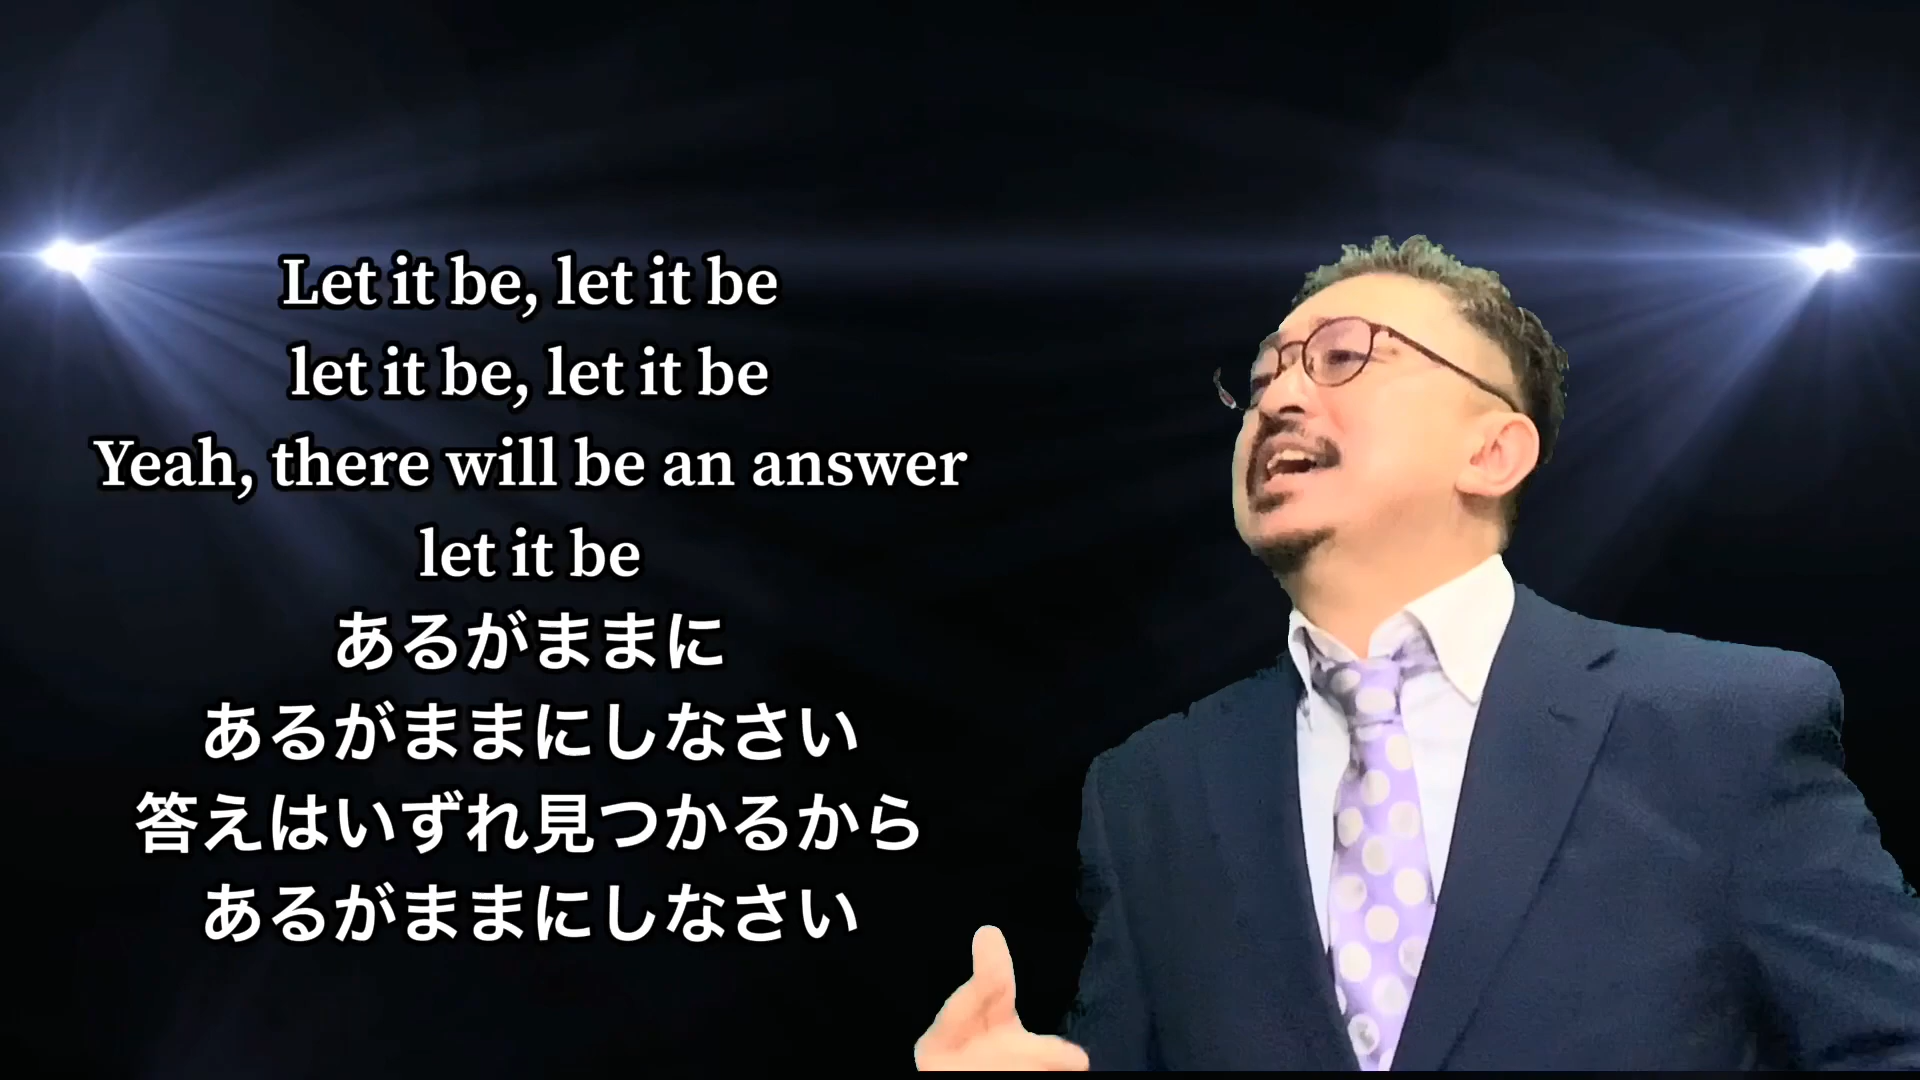 Let it be, let it be
let it be, let it be
Yeah, there will be an answer
let it be
あるがままに
あるがままにしなさい
答えはいずれ見つかるから
あるがままにしなさい